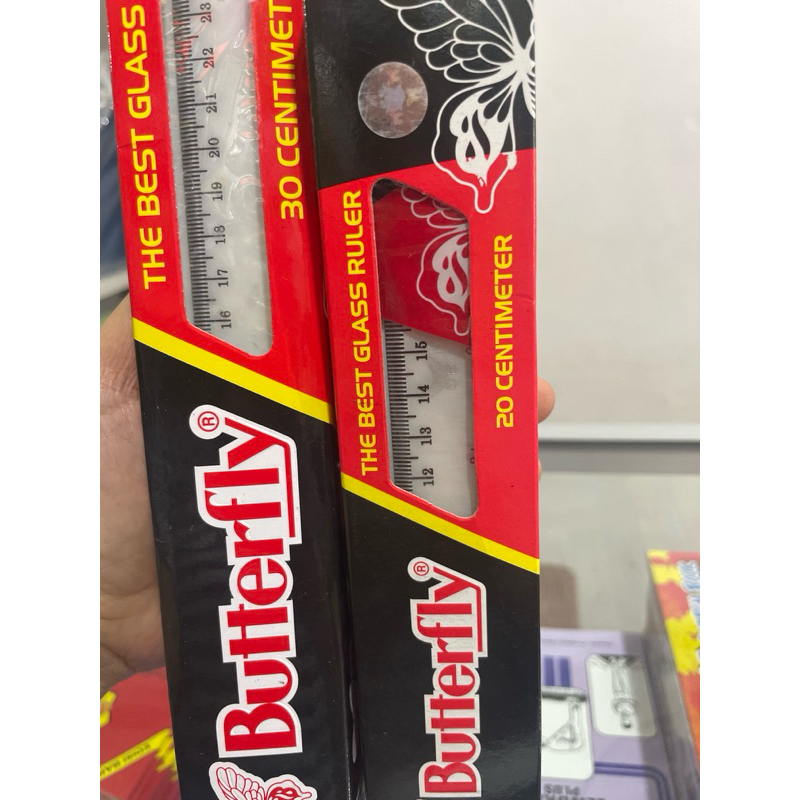 THE BEST GLASS
30 CENTIMET
23
22
21
20
19
18
17
16
Butterfly®
THE BEST GLASS RULER
20 CENTIMETER
15
14
13
12
Butterfly®
PLUS